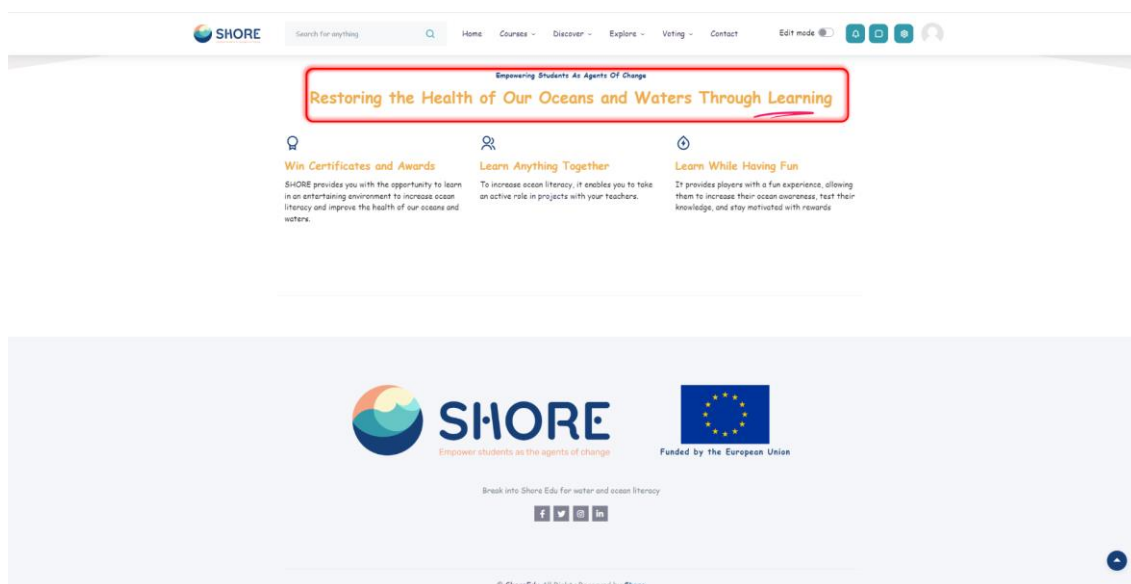 SHORE
Search for anything
Home Courses Discover Explore Voting Contact
Edit mode
Empowering Students As Agents Of Change
Restoring the Health of Our Oceans and Waters Through Learning
Win Certificates and Awards
SHORE provides you with the opportunity to learn
in an entertaining environment to increase ocean
literacy and improve the health of our oceans and
waters.
Learn Anything Together
To increase ocean literacy, it enables you to take
an active role in projects with your teachers.
Learn While Having Fun
It provides players with a fun experience, allowing
them to increase their ocean awareness, test their
knowledge, and stay motivated with rewards
SHORE
Empower students as the agents of change
Funded by the European Union
Break into Shore Edu for water and ocean literacy